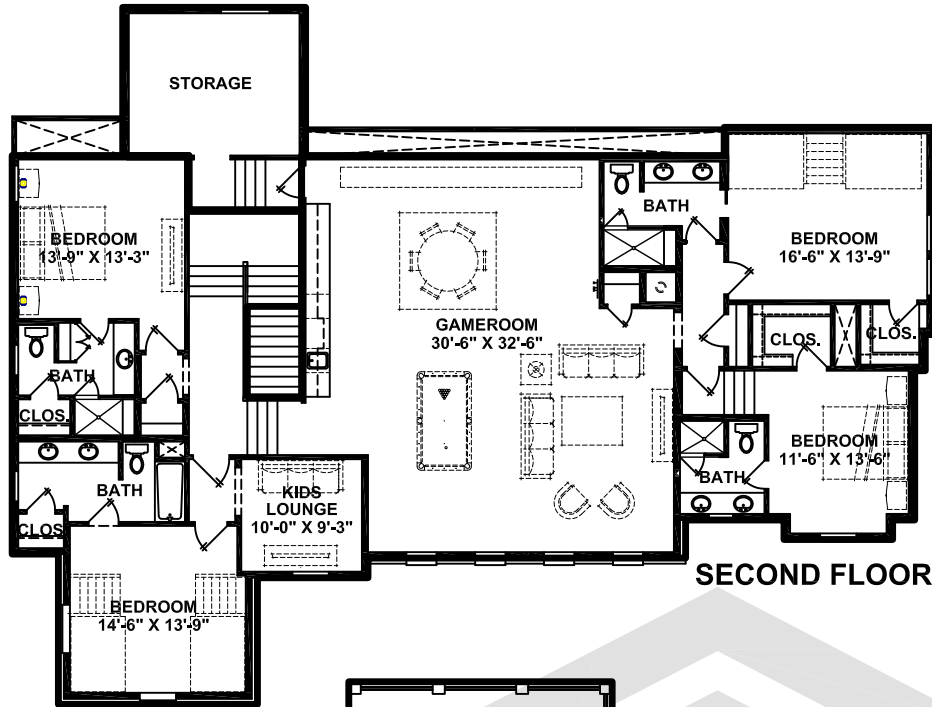 STORAGE
BEDROOM
13'-9" X 13'-3"
BATH
BEDROOM
16'-6" X 13'-9"
GAMEROOM
30'-6" X 32'-6"
CLOS.
CLOS.
BATH
CLOS.
BEDROOM
11'-6" X 13'-6"
BATH
BATH
CLOS
KIDS
LOUNGE
10'-0" X 9'-3"
SECOND FLOOR
BEDROOM
14'-6" X 13'-9"